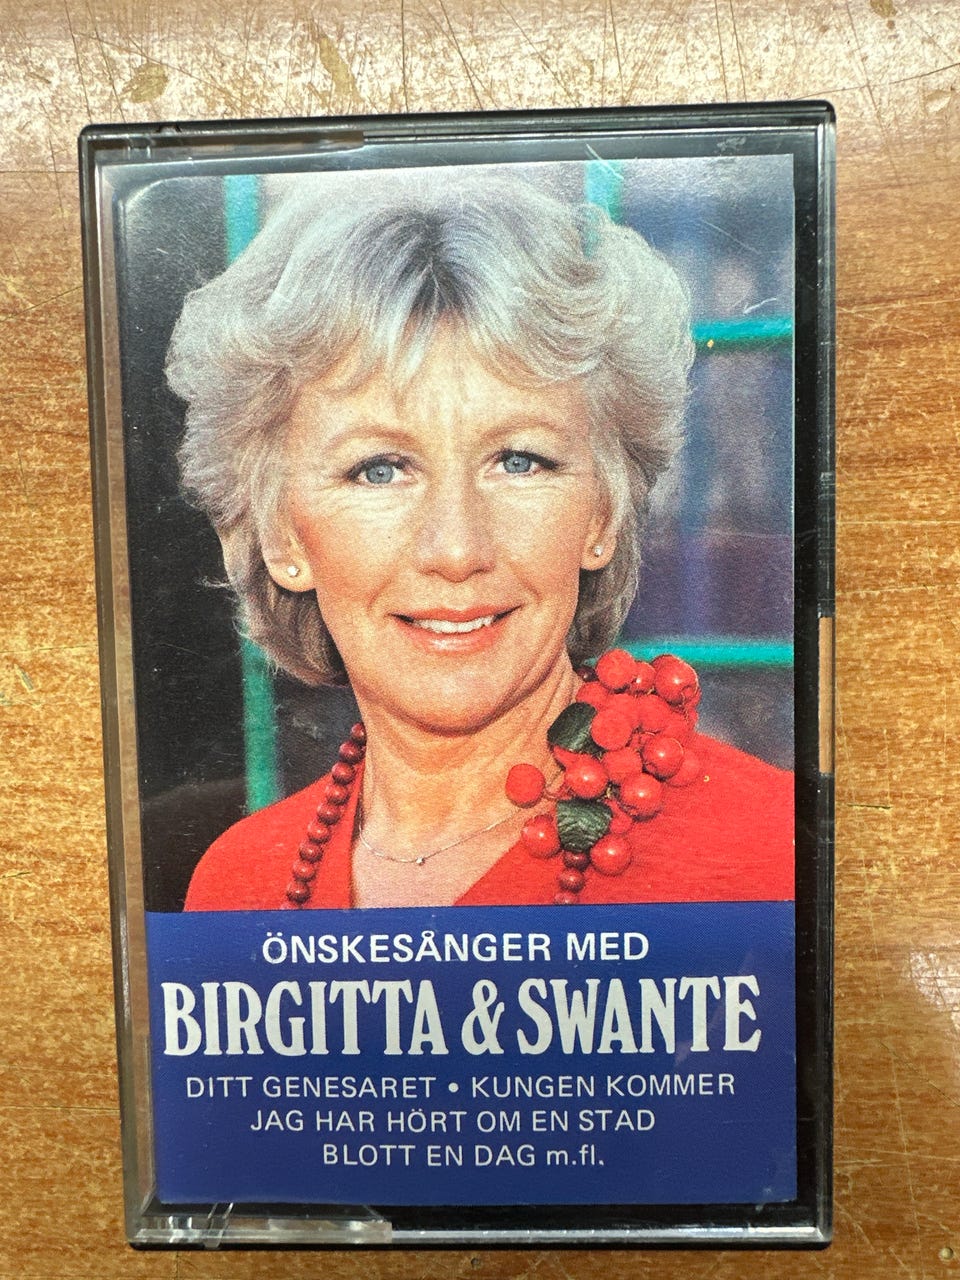 ÖNSKESÅNGER MED
BIRGITTA & SWANTE
DITT GENESARET • KUNGEN KOMMER
JAG HAR HÖRT OM EN STAD
BLOTT EN DAG m.fl.